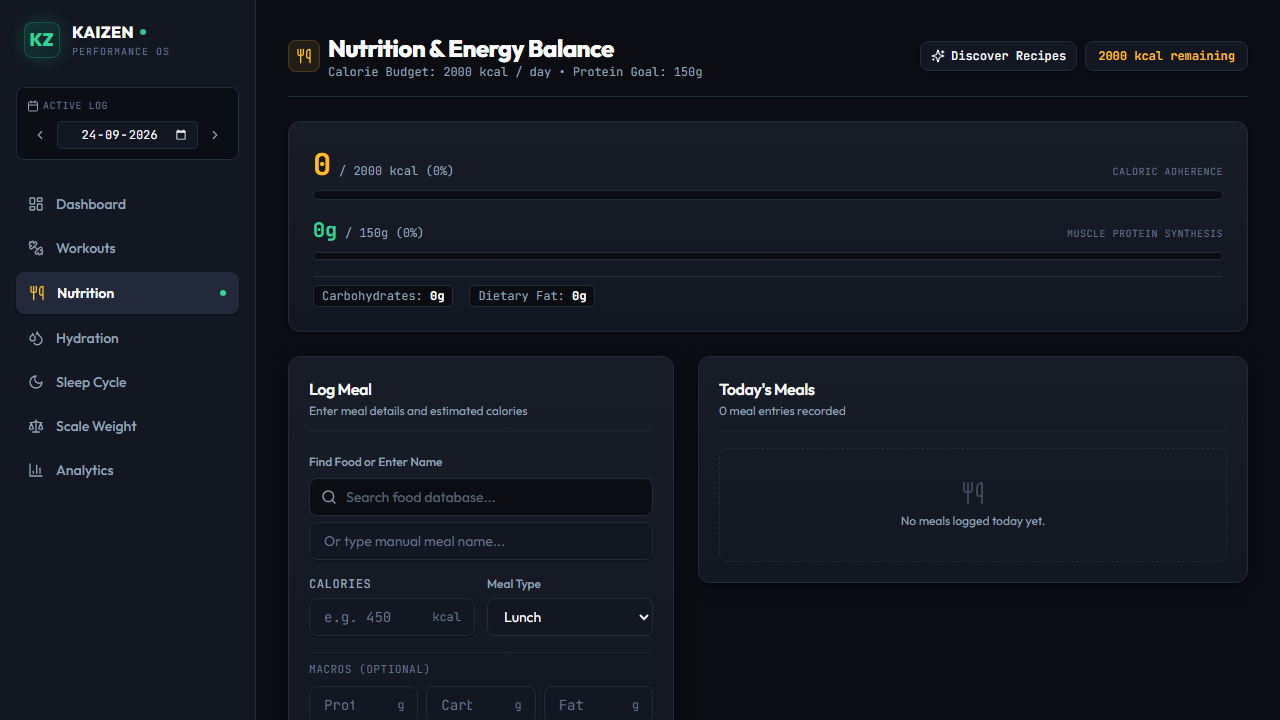 KZ
KAIZEN
PERFORMANCE OS
ACTIVE LOG
24-09-2026
Dashboard
Workouts
Nutrition
Hydration
Sleep Cycle
Scale Weight
Analytics
Nutrition & Energy Balance
Calorie Budget: 2000 kcal / day • Protein Goal: 150g
Discover Recipes
2000 kcal remaining
0 / 2000 kcal (0%)
CALORIC ADHERENCE
0g / 150g (0%)
MUSCLE PROTEIN SYNTHESIS
Carbohydrates: 0g
Dietary Fat: 0g
Log Meal
Enter meal details and estimated calories
Find Food or Enter Name
Search food database...
Or type manual meal name...
CALORIES
Meal Type
e.g. 450 kcal
Lunch
MACROS (OPTIONAL)
Prot g
Cart g
Fat g
Today's Meals
0 meal entries recorded
No meals logged today yet.